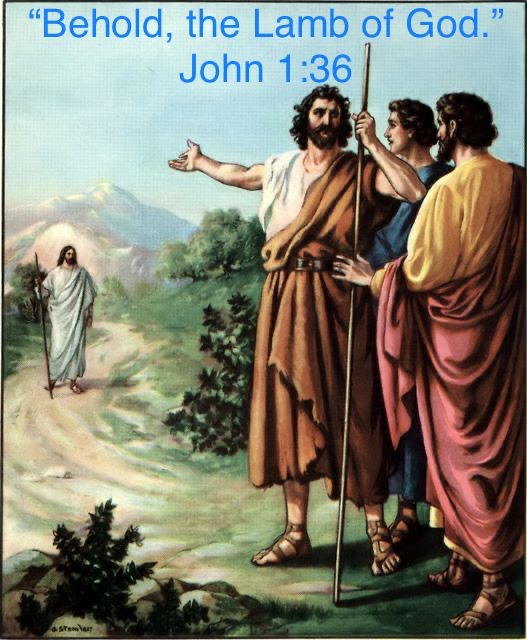 “Behold, the Lamb of God.”
John 1:36